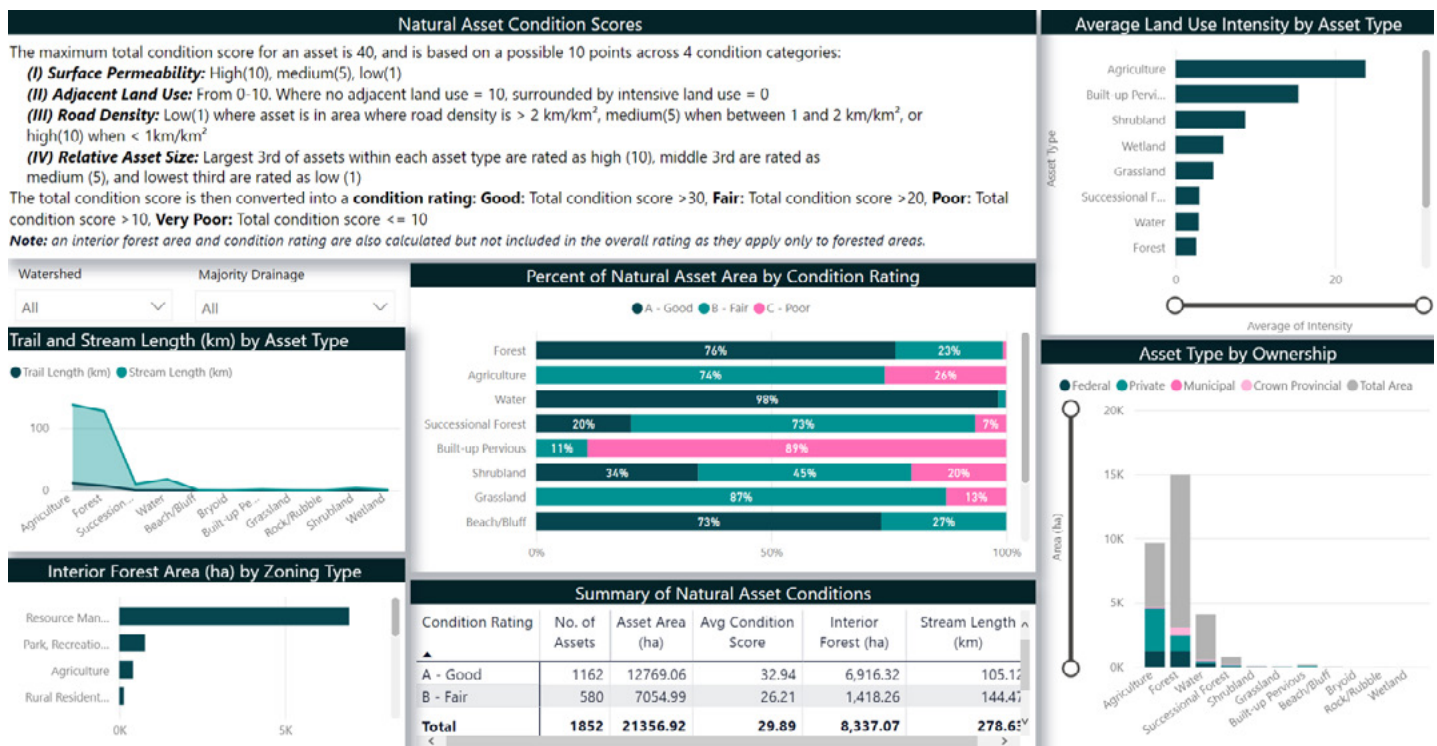 Natural Asset Condition Scores
The maximum total condition score for an asset is 40, and is based on a possible 10 points across 4 condition categories:
(I) Surface Permeability: High(10), medium(5), low(1)
(II) Adjacent Land Use: From 0-10. Where no adjacent land use = 10, surrounded by intensive land use = 0
(III) Road Density: Low(1) where asset is in area where road density is > 2 km/km², medium(5) when between 1 and 2 km/km², or
high(10) when < 1km/km²
(IV) Relative Asset Size: Largest 3rd of assets within each asset type are rated as high (10), middle 3rd are rated as
medium (5), and lowest third are rated as low (1)
The total condition score is then converted into a condition rating: Good: Total condition score >30, Fair: Total condition score >20, Poor: Total
condition score >10, Very Poor: Total condition score <= 10
Note: an interior forest area and condition rating are also calculated but not included in the overall rating as they apply only to forested areas.
Average Land Use Intensity by Asset Type
Asset Type
Agriculture
Built-up Pervi...
Shrubland
Wetland
Grassland
Successional F...
Water
Forest
0 20
Average of Intensity
Watershed
All
Majority Drainage
All
Trail and Stream Length (km) by Asset Type
Trail Length (km) Stream Length (km)
100
0
Agriculture Forest Succession... Water Beach/Bluff Bryoid Built-up Pe... Grassland Rock/Rubble Shrubland Wetland
Interior Forest Area (ha) by Zoning Type
Resource Man...
Park, Recreatio...
Agriculture
Rural Resident...
0K 5K
Percent of Natural Asset Area by Condition Rating
A - Good B - Fair C - Poor
Forest 76% 23%
Agriculture 74% 26%
Water 98%
Successional Forest 20% 73% 7%
Built-up Pervious 11% 89%
Shrubland 34% 45% 20%
Grassland 87% 13%
Beach/Bluff 73% 27%
0% 50% 100%
Summary of Natural Asset Conditions
Condition Rating No. of Assets Asset Area (ha) Avg Condition Score Interior Forest (ha) Stream Length (km)
A - Good 1162 12769.06 32.94 6,916.32 105.12
B - Fair 580 7054.99 26.21 1,418.26 144.47
Total 1852 21356.92 29.89 8,337.07 278.63
Asset Type by Ownership
Federal Private Municipal Crown Provincial Total Area
Area (ha)
20K
15K
10K
5K
0K
Agriculture Forest Water Successional Forest Shrubland Grassland Built-up Pervious Beach/Bluff Bryoid Rock/Rubble Wetland